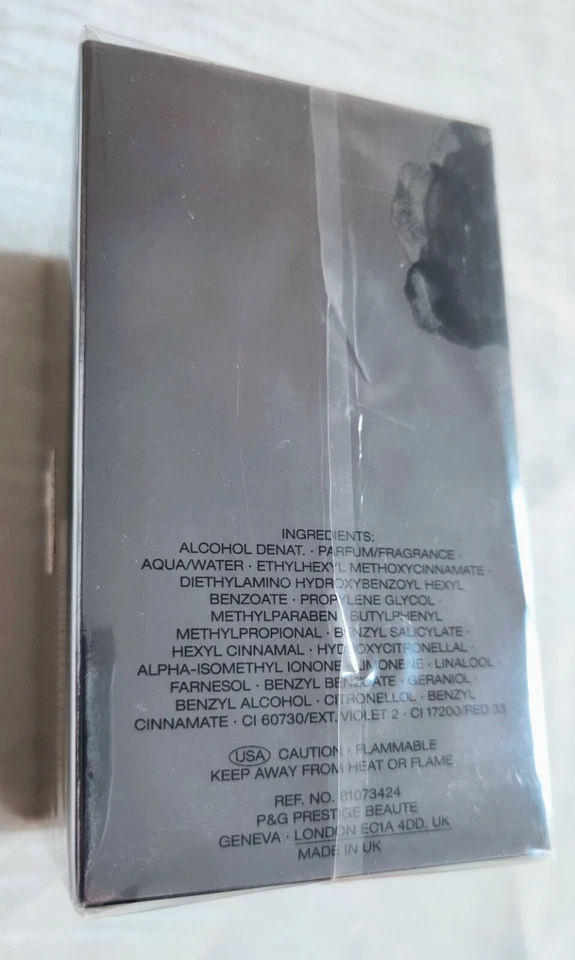 INGREDIENTS:
ALCOHOL DENAT. · PARFUM/FRAGRANCE ·
AQUA/WATER · ETHYLHEXYL METHOXYCINNAMATE ·
DIETHYLAMINO HYDROXYBENZOYL HEXYL
BENZOATE · PROPYLENE GLYCOL ·
METHYLPARABEN · BUTYLPHENYL
METHYLPROPIONAL · BENZYL SALICYLATE ·
HEXYL CINNAMAL · HYDROXYCITRONELLAL ·
ALPHA-ISOMETHYL IONONE · LIMONENE · LINALOOL ·
FARNESOL · BENZYL BENZOATE · GERANIOL ·
BENZYL ALCOHOL · CITRONELLOL · BENZYL
CINNAMATE · CI 60730/EXT. VIOLET 2 · CI 17200/RED 33
USA CAUTION · FLAMMABLE
KEEP AWAY FROM HEAT OR FLAME
REF. NO. 81073424
P&G PRESTIGE BEAUTE
GENEVA · LONDON EC1A 4DD, UK
MADE IN UK